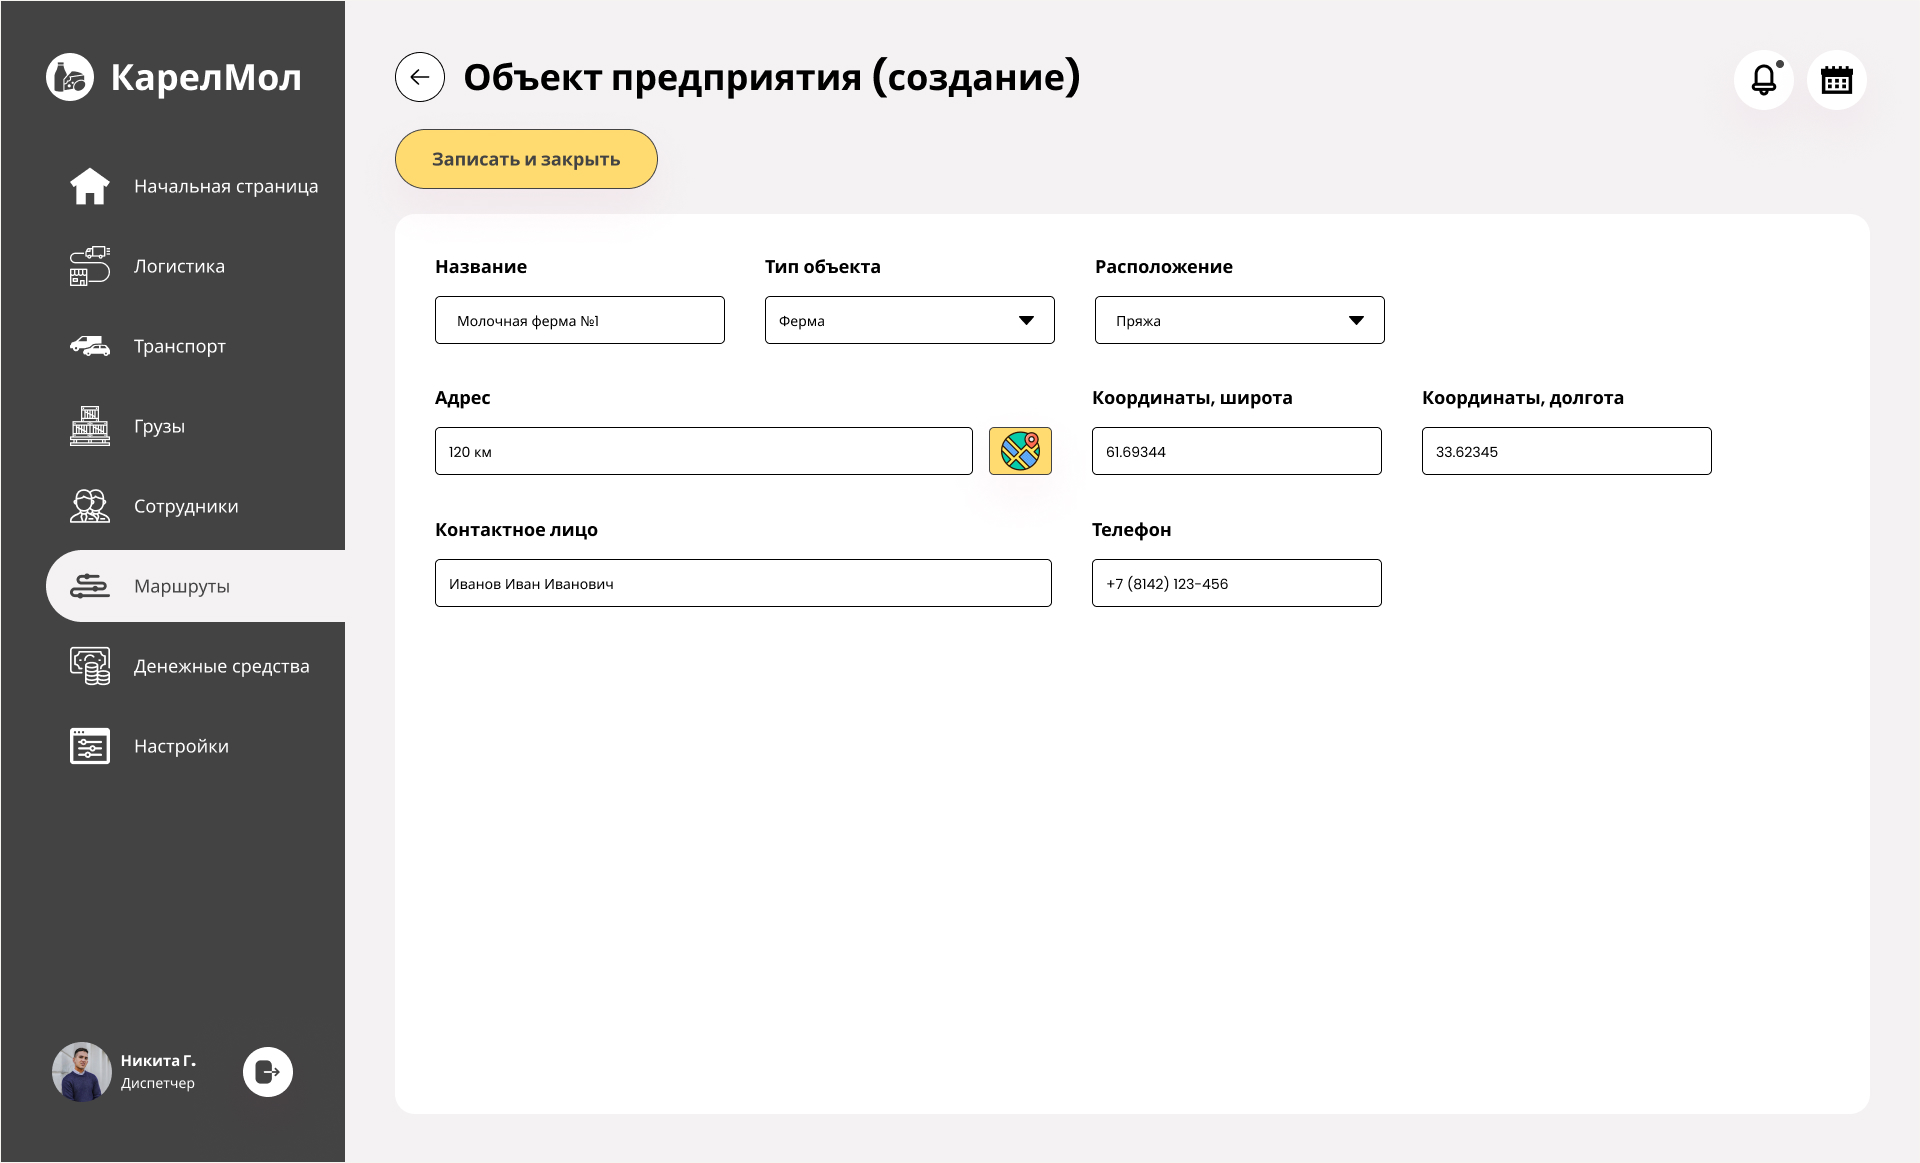 КарелМол
Начальная страница
Логистика
Транспорт
Грузы
Сотрудники
Маршруты
Денежные средства
Настройки
Никита Г.
Диспетчер
Объект предприятия (создание)
Записать и закрыть
Название
Тип объекта
Расположение
Молочная ферма №1
Ферма
Пряжа
Адрес
Координаты, широта
Координаты, долгота
120 км
61.69344
33.62345
Контактное лицо
Телефон
Иванов Иван Иванович
+7 (8142) 123-456